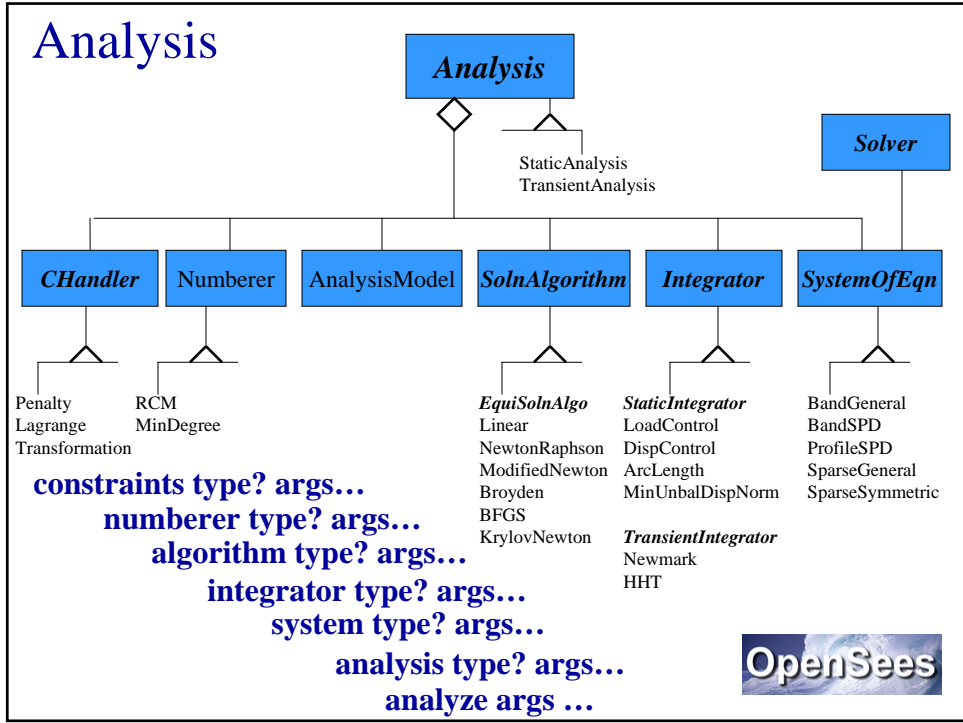 Analysis
Analysis
Solver
StaticAnalysis
TransientAnalysis
CHandler
Numberer
AnalysisModel
SolnAlgorithm
Integrator
SystemOfEqn
Penalty
Lagrange
Transformation
RCM
MinDegree
EquiSolnAlgo
Linear
NewtonRaphson
ModifiedNewton
Broyden
BFGS
KrylovNewton
StaticIntegrator
LoadControl
DispControl
ArcLength
MinUnbalDispNorm
TransientIntegrator
Newmark
HHT
BandGeneral
BandSPD
ProfileSPD
SparseGeneral
SparseSymmetric
constraints type? args…
numberer type? args…
algorithm type? args…
integrator type? args…
system type? args…
analysis type? args…
analyze args …
OpenSees